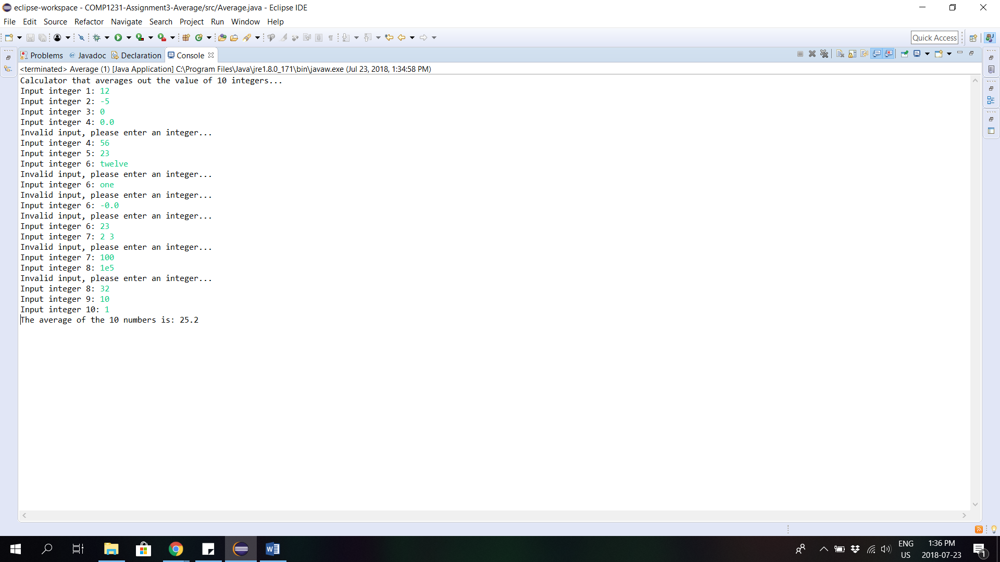 eclipse-workspace - COMP1231-Assignment3-Average/src/Average.java - Eclipse IDE
File Edit Source Refactor Navigate Search Project Run Window Help
Quick Access
Problems @ Javadoc Declaration Console
<terminated> Average (1) [Java Application] C:\Program Files\Java\jre1.8.0_171\bin\javaw.exe (Jul 23, 2018, 1:34:58 PM)
Calculator that averages out the value of 10 integers...
Input integer 1: 12
Input integer 2: -5
Input integer 3: 0
Input integer 4: 0.0
Invalid input, please enter an integer...
Input integer 4: 56
Input integer 5: 23
Input integer 6: twelve
Invalid input, please enter an integer...
Input integer 6: one
Invalid input, please enter an integer...
Input integer 6: -0.0
Invalid input, please enter an integer...
Input integer 6: 23
Input integer 7: 2 3
Invalid input, please enter an integer...
Input integer 7: 100
Input integer 8: 1e5
Invalid input, please enter an integer...
Input integer 8: 32
Input integer 9: 10
Input integer 10: 1
The average of the 10 numbers is: 25.2
ENG
US
1:36 PM
2018-07-23
1